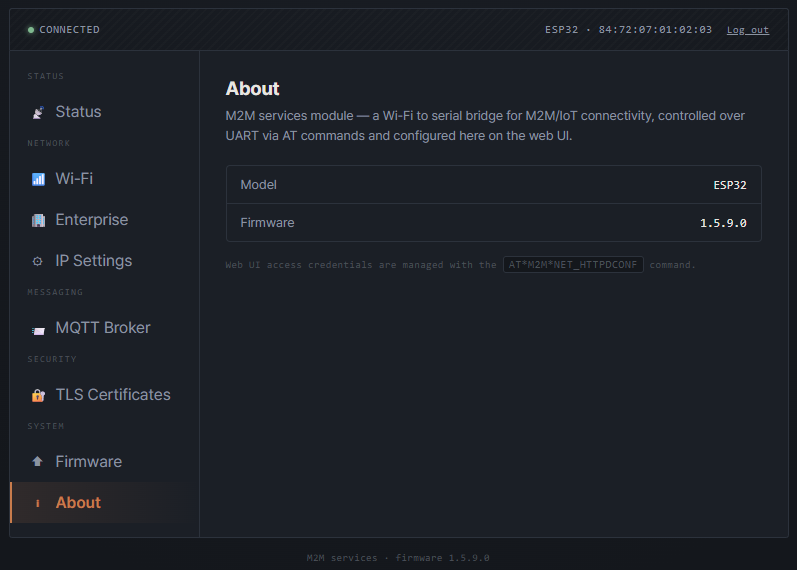 CONNECTED
ESP32 · 84:72:07:01:02:03 Log out
STATUS
Status
NETWORK
Wi-Fi
Enterprise
IP Settings
MESSAGING
MQTT Broker
SECURITY
TLS Certificates
SYSTEM
Firmware
About
About
M2M services module — a Wi-Fi to serial bridge for M2M/IoT connectivity, controlled over
UART via AT commands and configured here on the web UI.
Model ESP32
Firmware 1.5.9.0
Web UI access credentials are managed with the AT*M2M*NET_HTTPDCONF command.
M2M services · firmware 1.5.9.0